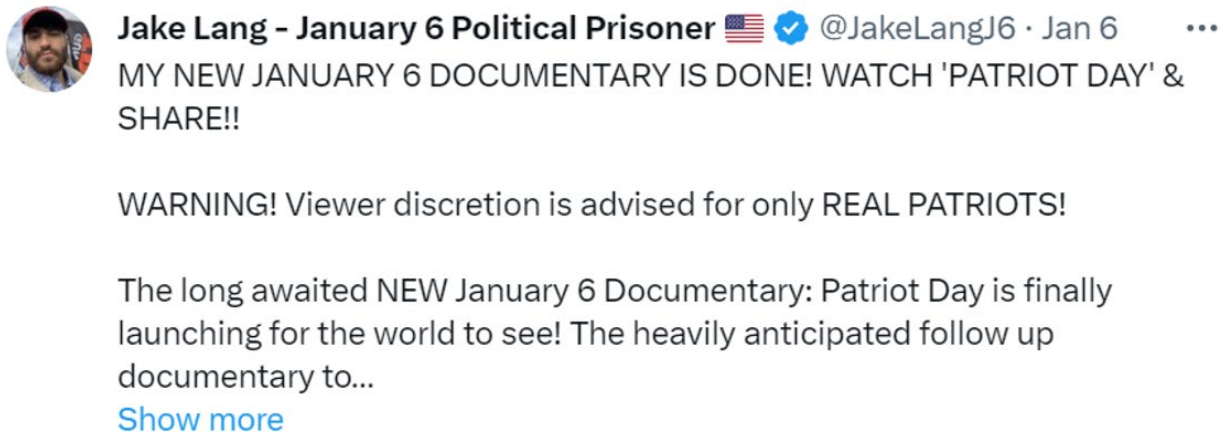 Jake Lang - January 6 Political Prisoner 🇺🇸 @JakeLangJ6 · Jan 6 ...
MY NEW JANUARY 6 DOCUMENTARY IS DONE! WATCH 'PATRIOT DAY' &
SHARE!!
WARNING! Viewer discretion is advised for only REAL PATRIOTS!
The long awaited NEW January 6 Documentary: Patriot Day is finally
launching for the world to see! The heavily anticipated follow up
documentary to...
Show more